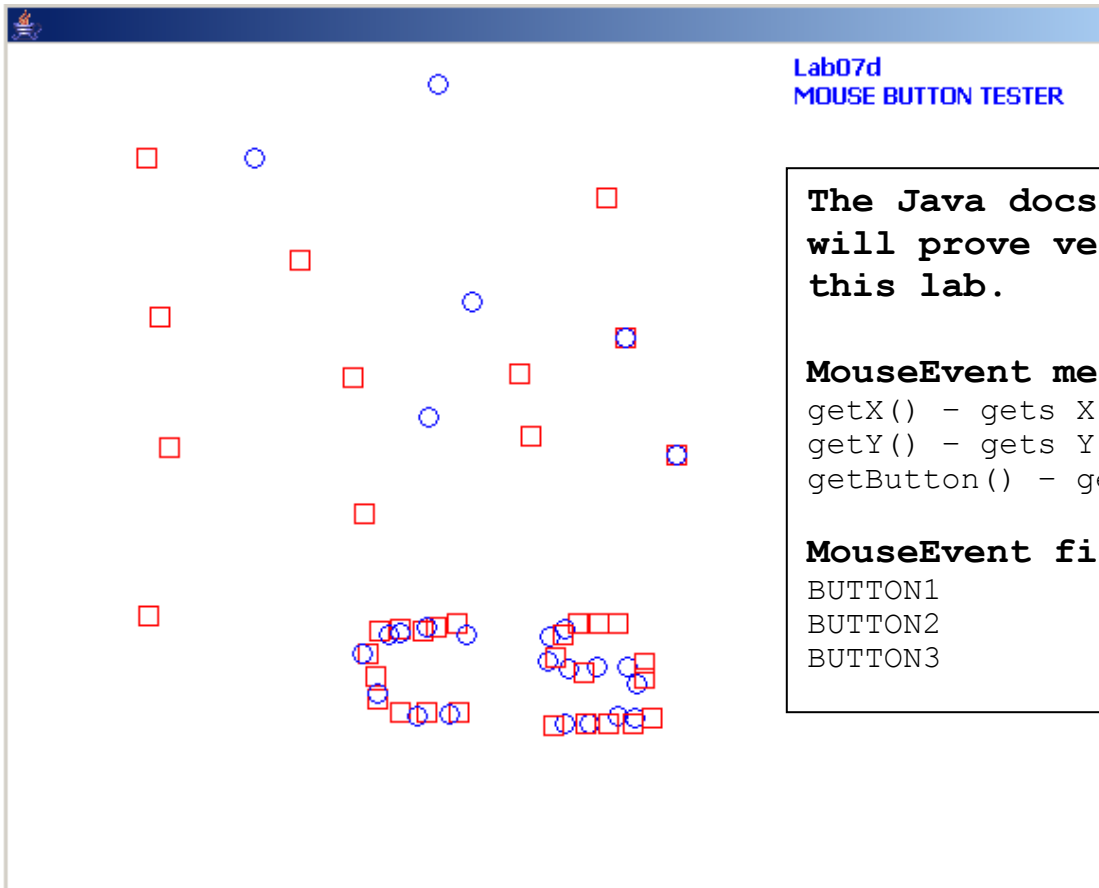 Lab07d
MOUSE BUTTON TESTER
The Java docs
will prove ve
this lab.
MouseEvent me
getX() – gets X
getY() – gets Y
getButton() – ge
MouseEvent fi
BUTTON1
BUTTON2
BUTTON3
CS